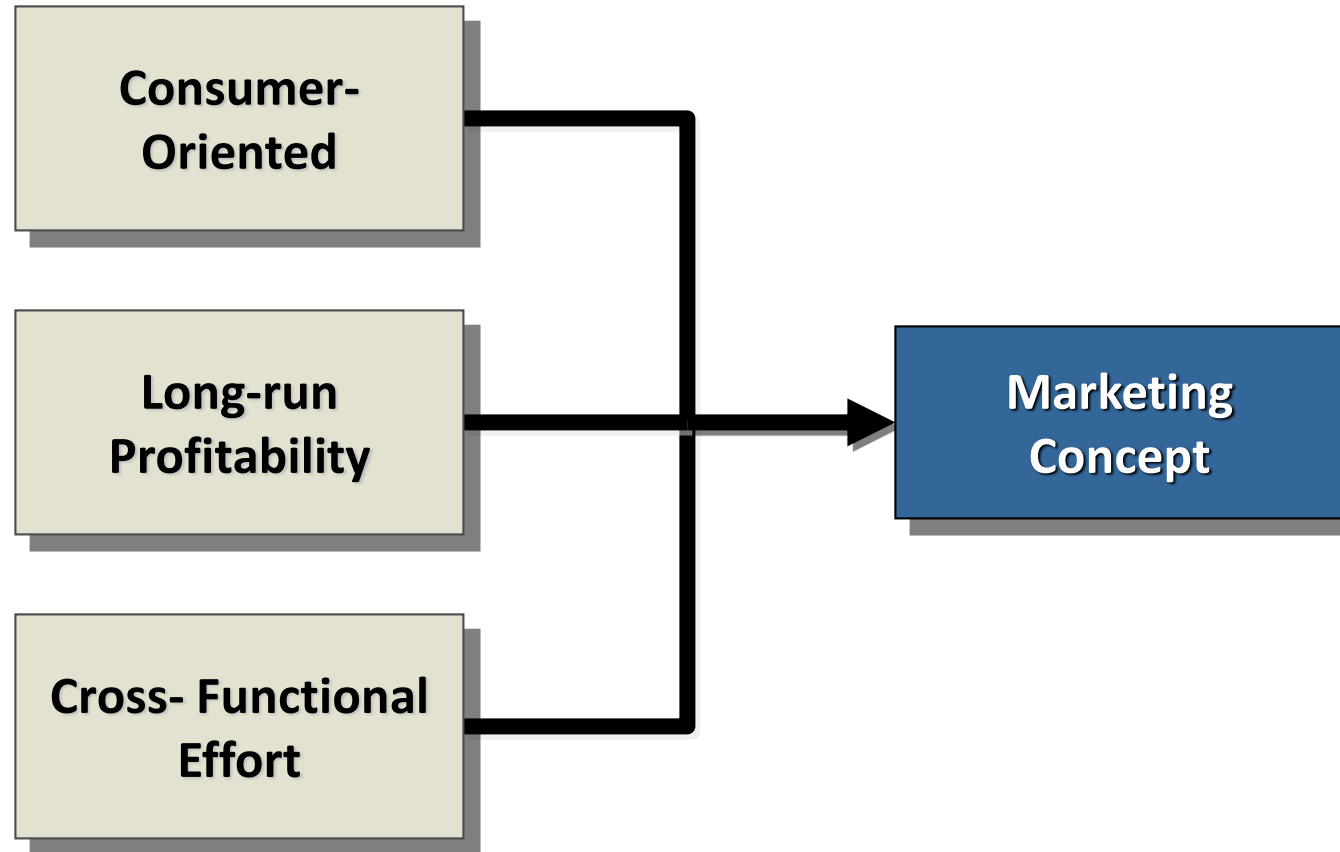 Consumer-
Oriented
Long-run
Profitability
Marketing
Concept
Cross- Functional
Effort